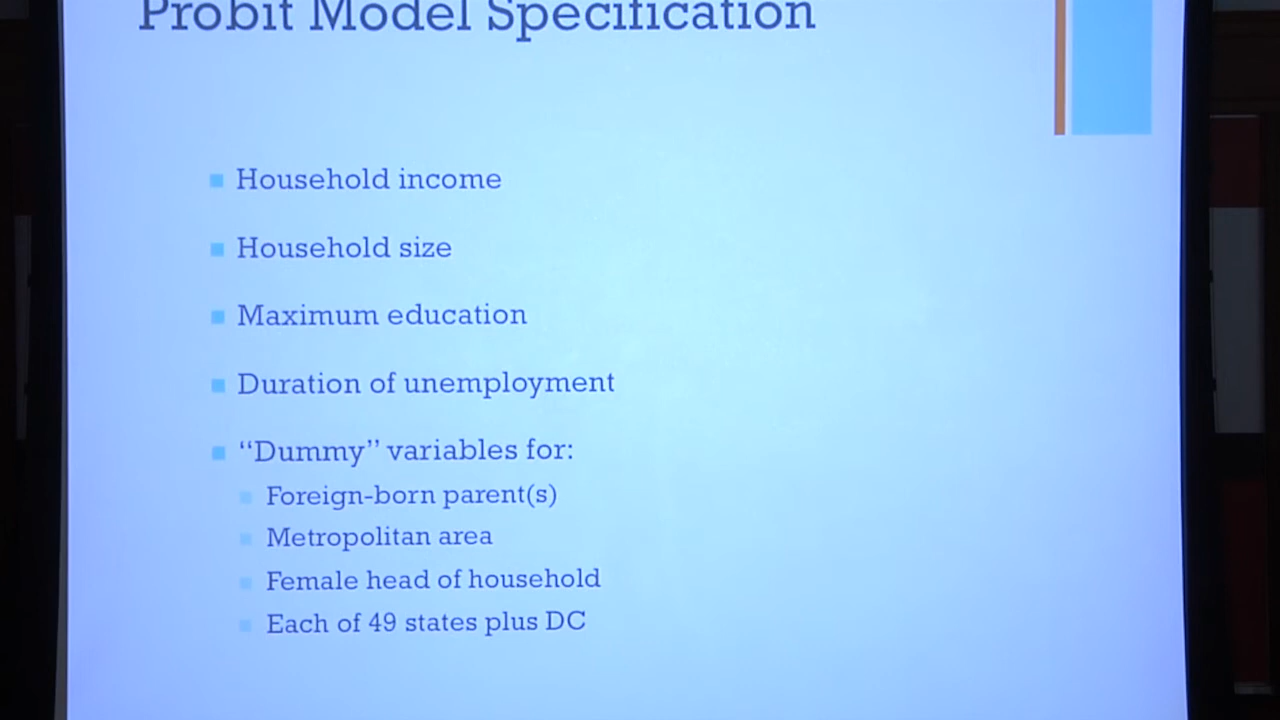 Probit Model Specification
Household income
Household size
Maximum education
Duration of unemployment
“Dummy” variables for:
Foreign-born parent(s)
Metropolitan area
Female head of household
Each of 49 states plus DC